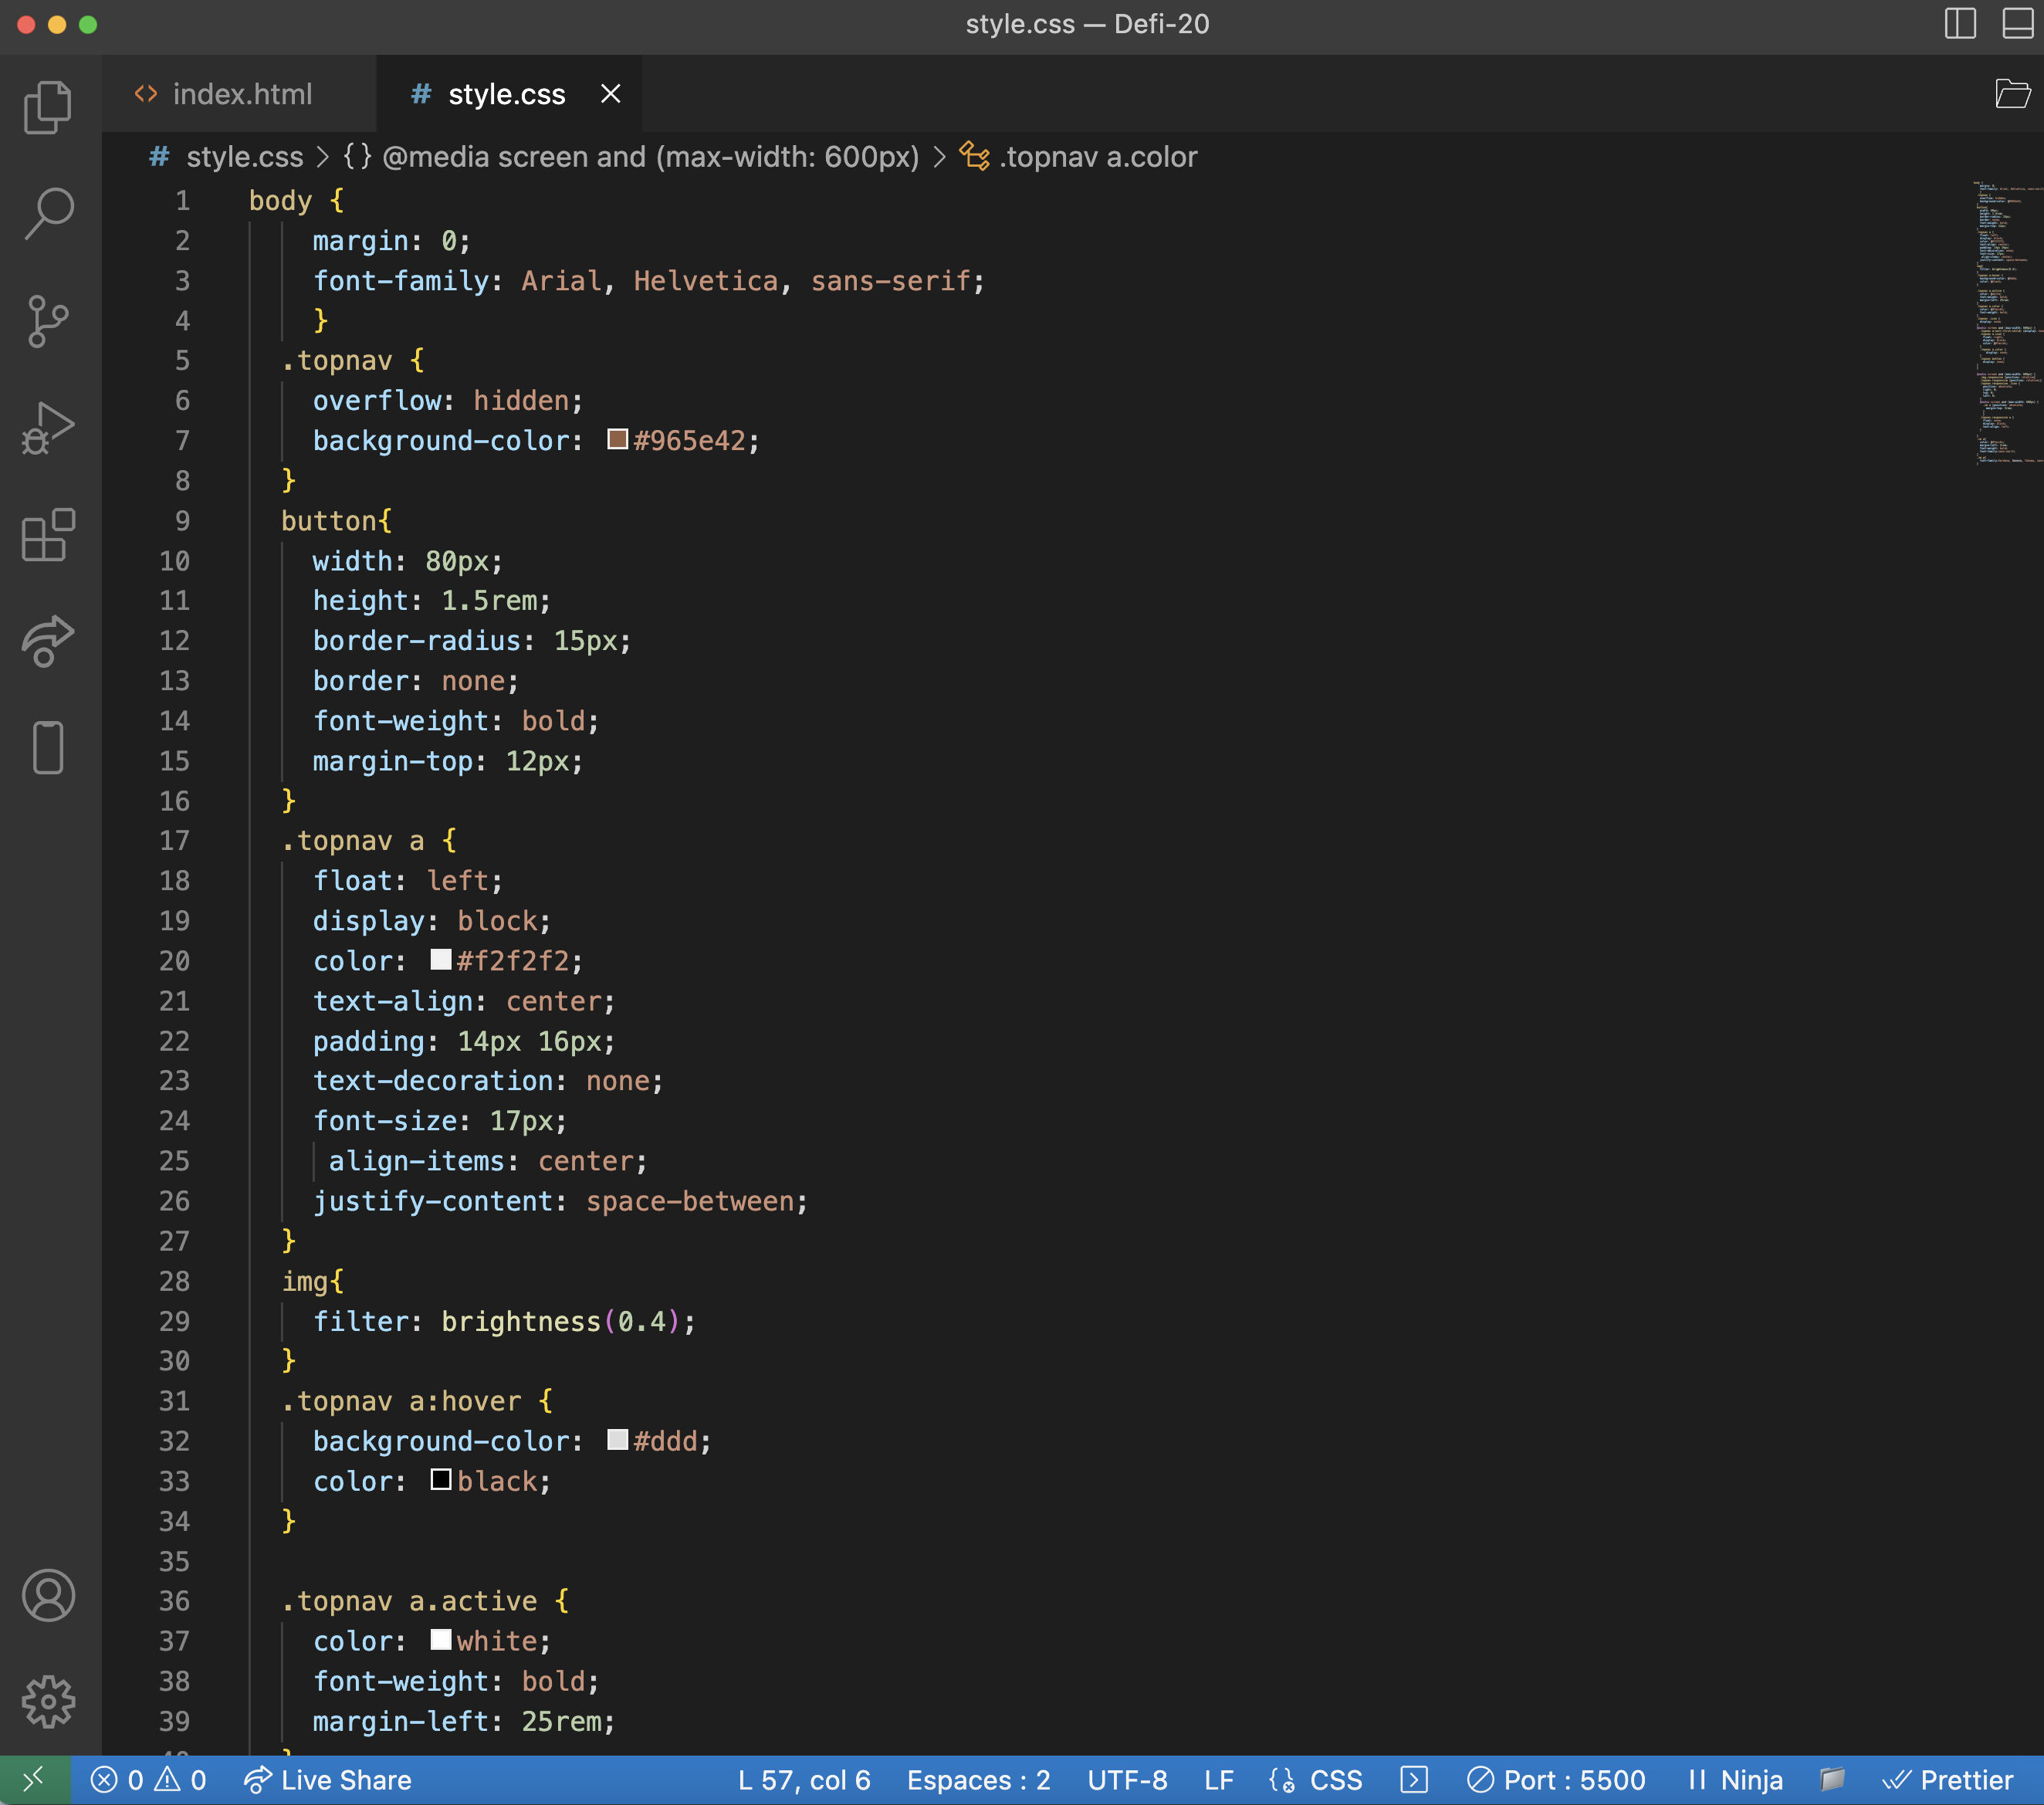 style.css — Defi-20
index.html
# style.css
# style.css > {} @media screen and (max-width: 600px) > .topnav a.color
1 body {
2 margin: 0;
3 font-family: Arial, Helvetica, sans-serif;
4 }
5 .topnav {
6 overflow: hidden;
7 background-color: #965e42;
8 }
9 button{
10 width: 80px;
11 height: 1.5rem;
12 border-radius: 15px;
13 border: none;
14 font-weight: bold;
15 margin-top: 12px;
16 }
17 .topnav a {
18 float: left;
19 display: block;
20 color: #f2f2f2;
21 text-align: center;
22 padding: 14px 16px;
23 text-decoration: none;
24 font-size: 17px;
25 align-items: center;
26 justify-content: space-between;
27 }
28 img{
29 filter: brightness(0.4);
30 }
31 .topnav a:hover {
32 background-color: #ddd;
33 color: black;
34 }
35
36 .topnav a.active {
37 color: white;
38 font-weight: bold;
39 margin-left: 25rem;
0 0 Live Share L 57, col 6 Espaces : 2 UTF-8 LF CSS Port : 5500 Ninja Prettier